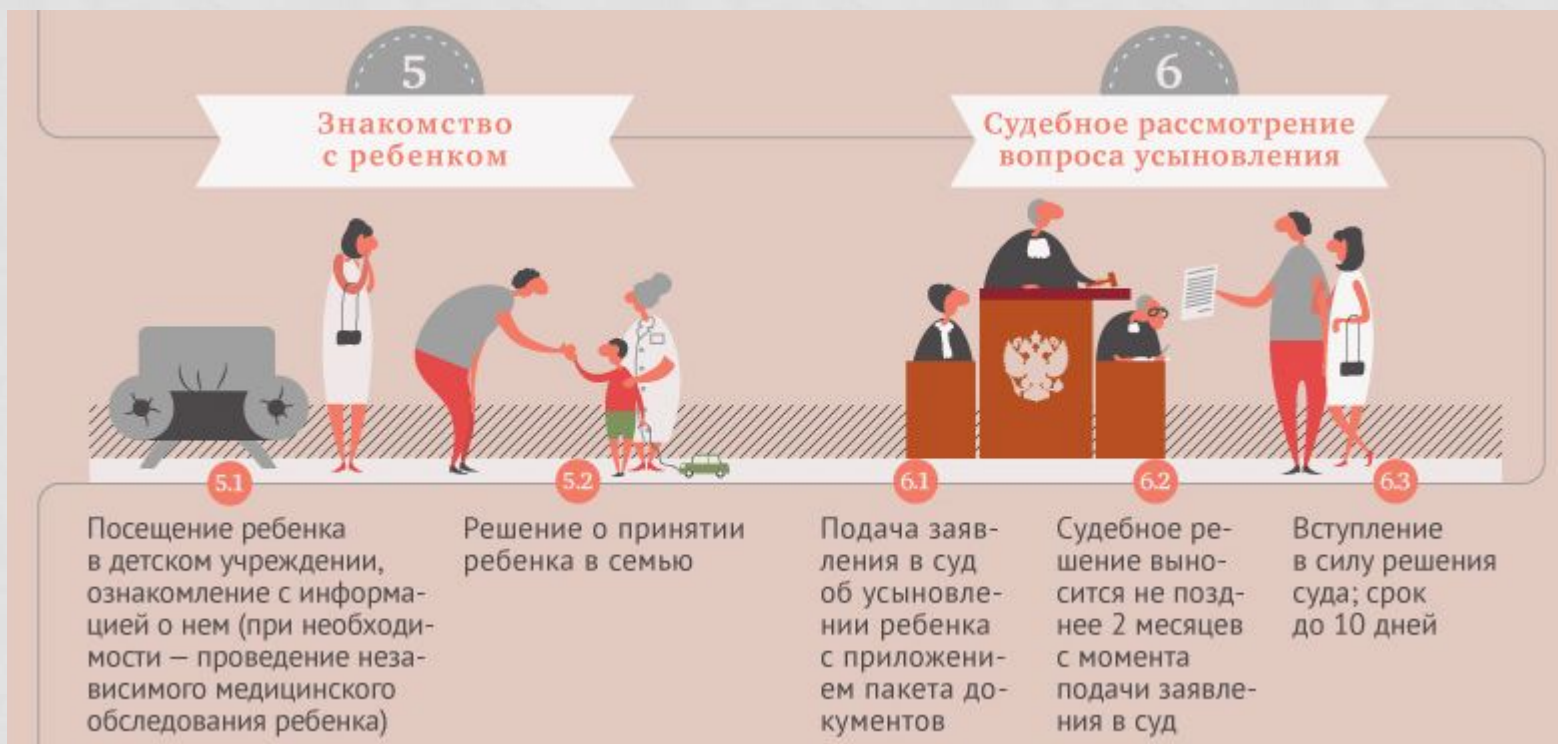 5
Знакомство
с ребенком
6
Судебное рассмотрение
вопроса усыновления
5.1
Посещение ребенка
в детском учреждении,
ознакомление с информа-
цией о нем (при необходи-
мости — проведение неза-
висимого медицинского
обследования ребенка)
5.2
Решение о принятии
ребенка в семью
6.1
Подача заяв-
ления в суд
об усыновле-
нии ребенка
с приложени-
ем пакета до-
кументов
6.2
Судебное ре-
шение выно-
сится не позд-
нее 2 месяцев
с момента
подачи заявле-
ния в суд
6.3
Вступление
в силу решения
суда; срок
до 10 дней